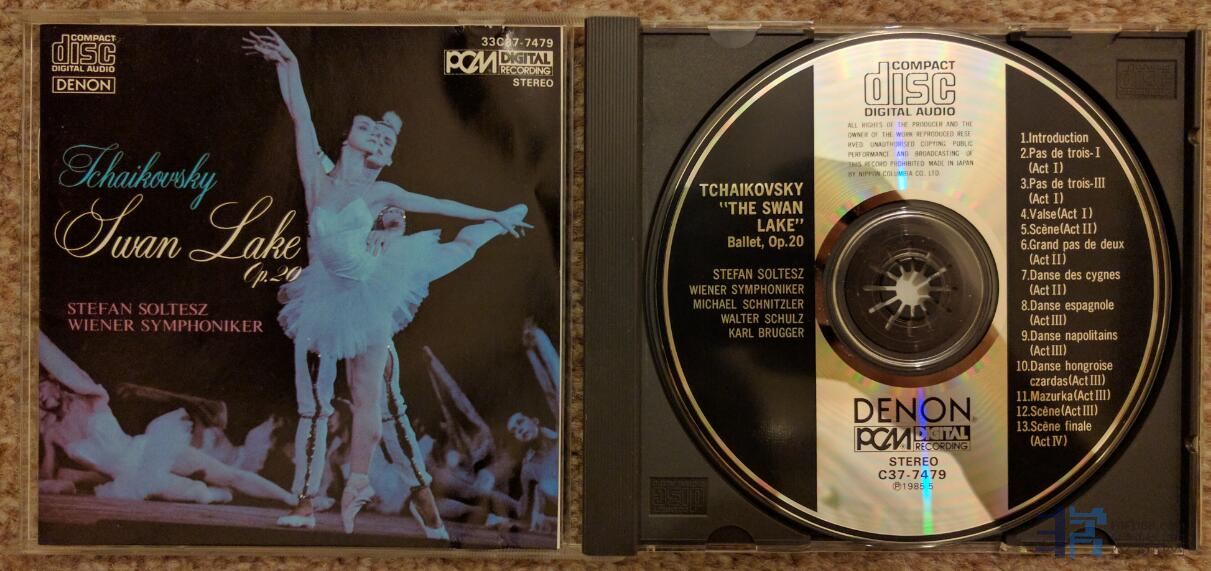 COMPACT
disc
DIGITAL AUDIO
DENON
33C37-7479
PCM DIGITAL
RECORDING
STEREO
Tchaikovsky
Swan Lake
Op.20
STEFAN SOLTESZ
WIENER SYMPHONIKER
COMPACT
disc
DIGITAL AUDIO
ALL RIGHTS OF THE PRODUCER AND THE
OWNER OF THE WORK REPRODUCED RESE
RVED UNAUTHORISED COPYING PUBLIC
PERFORMANCE AND BROADCASTING OF
THIS RECORD PROHIBITED MADE IN JAPAN
BY NIPPON COLUMBIA CO. LTD.
TCHAIKOVSKY
"THE SWAN
LAKE"
Ballet, Op.20
STEFAN SOLTESZ
WIENER SYMPHONIKER
MICHAEL SCHNITZLER
WALTER SCHULZ
KARL BRUGGER
1.Introduction
2.Pas de trois-I
(Act I)
3.Pas de trois-III
(Act I)
4.Valse(Act I)
5.Scène(Act II)
6.Grand pas de deux
(Act II)
7.Danse des cygnes
(Act II)
8.Danse espagnole
(Act III)
9.Danse napolitains
(Act III)
10.Danse hongroise
czardas(Act III)
11.Mazurka(Act III)
12.Scène(Act III)
13.Scène finale
(Act IV)
DENON
PCM DIGITAL
RECORDING
STEREO
C37-7479
Ⓟ1985.5